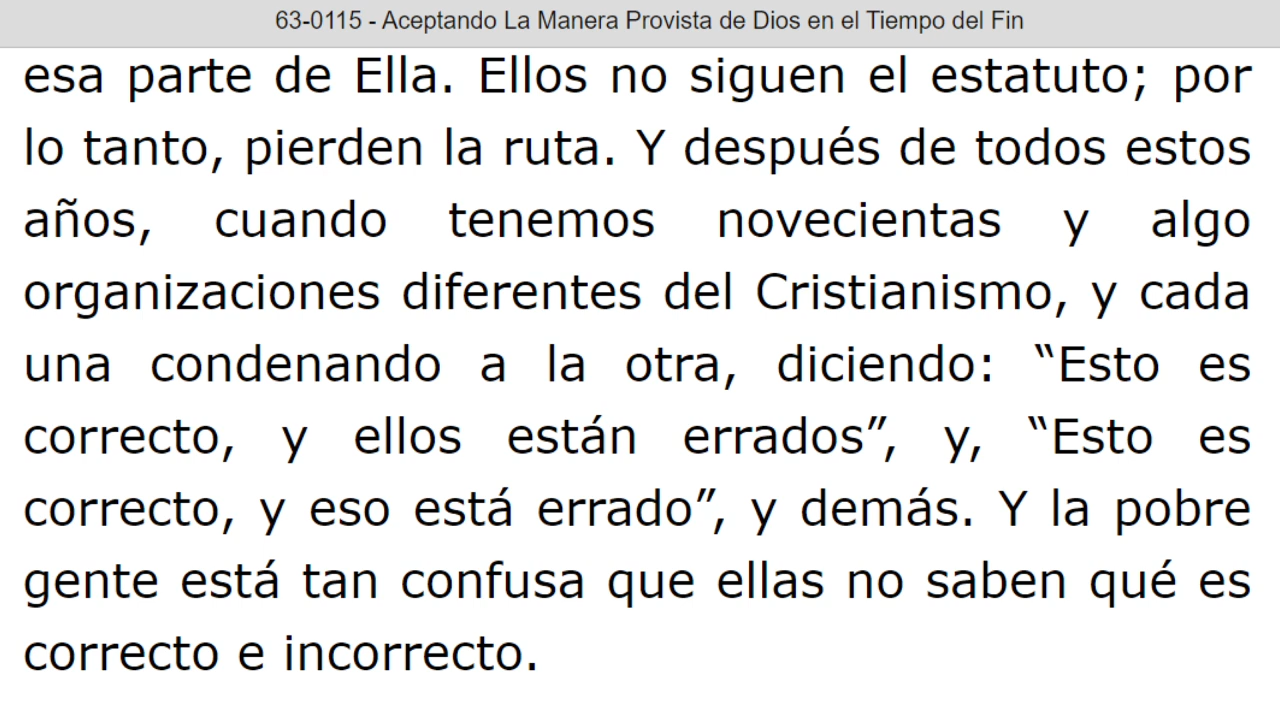 63-0115 - Aceptando La Manera Provista de Dios en el Tiempo del Fin
esa parte de Ella. Ellos no siguen el estatuto; por
lo tanto, pierden la ruta. Y después de todos estos
años, cuando tenemos novecientas y algo
organizaciones diferentes del Cristianismo, y cada
una condenando a la otra, diciendo: “Esto es
correcto, y ellos están errados”, y, “Esto es
correcto, y eso está errado”, y demás. Y la pobre
gente está tan confusa que ellas no saben qué es
correcto e incorrecto.